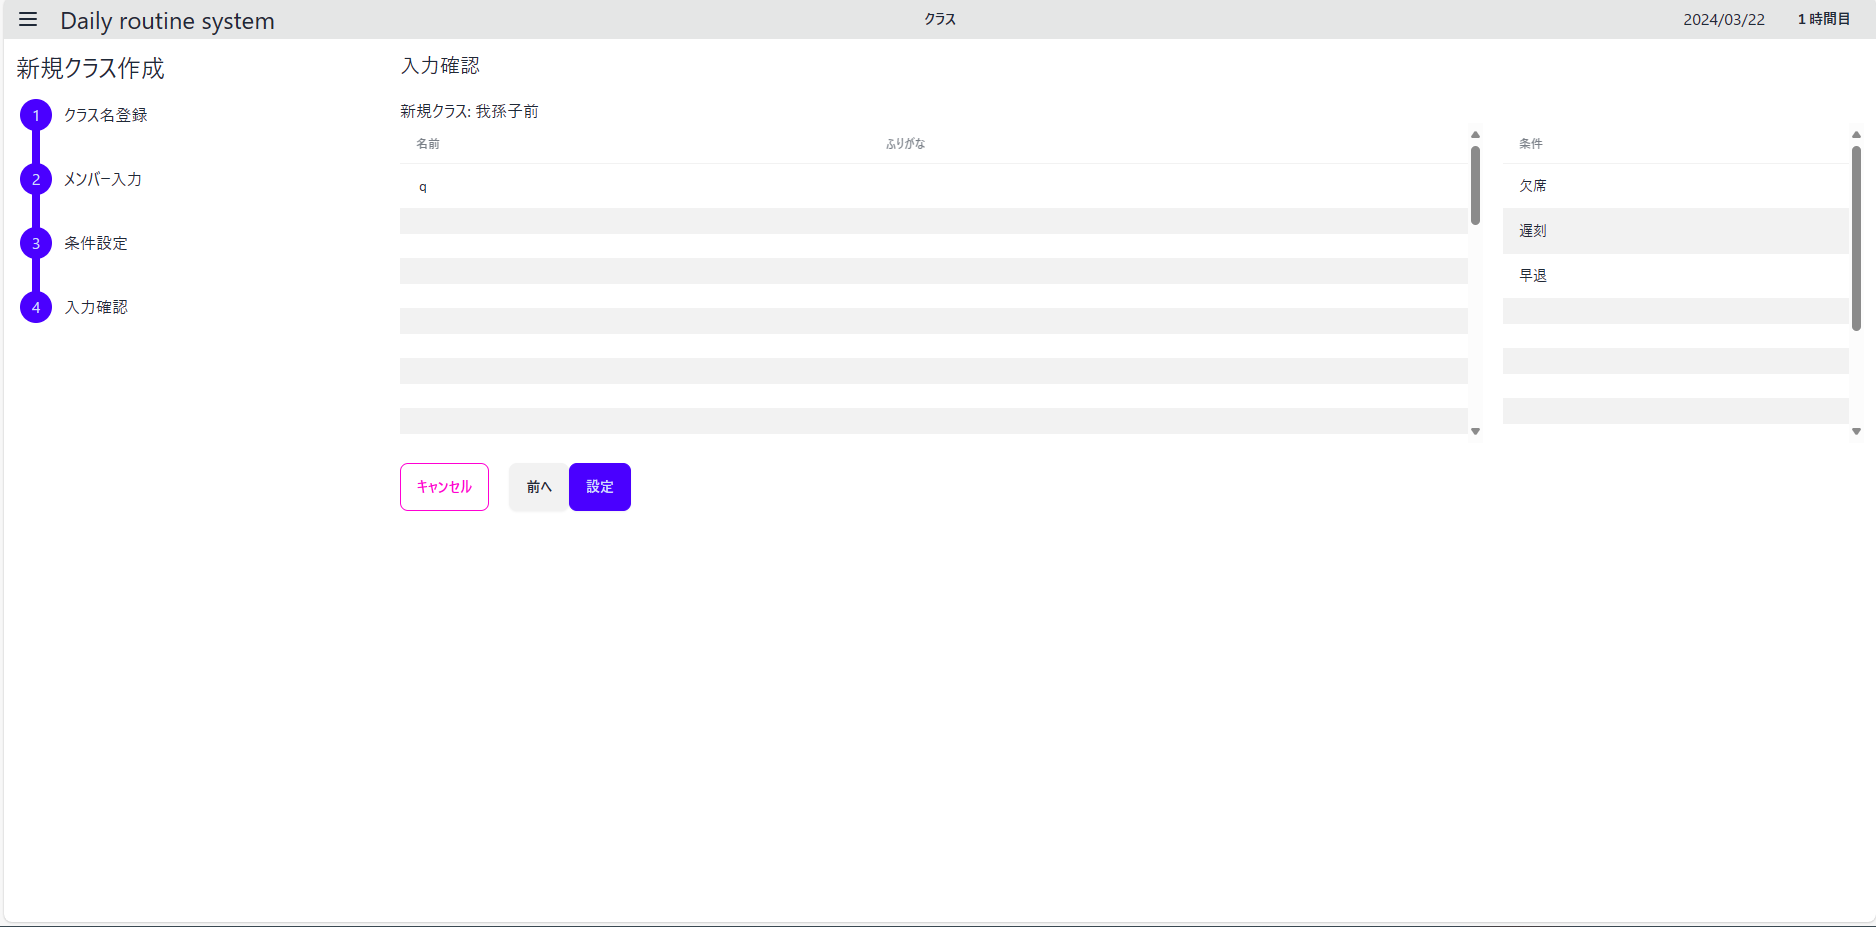 Daily routine system
クラス
2024/03/22
1 時間目
新規クラス作成
1 クラス名登録
2 メンバー入力
3 条件設定
4 入力確認
入力確認
新規クラス: 我孫子前
名前 ふりがな
q
条件
欠席
遅刻
早退
キャンセル
前へ
設定